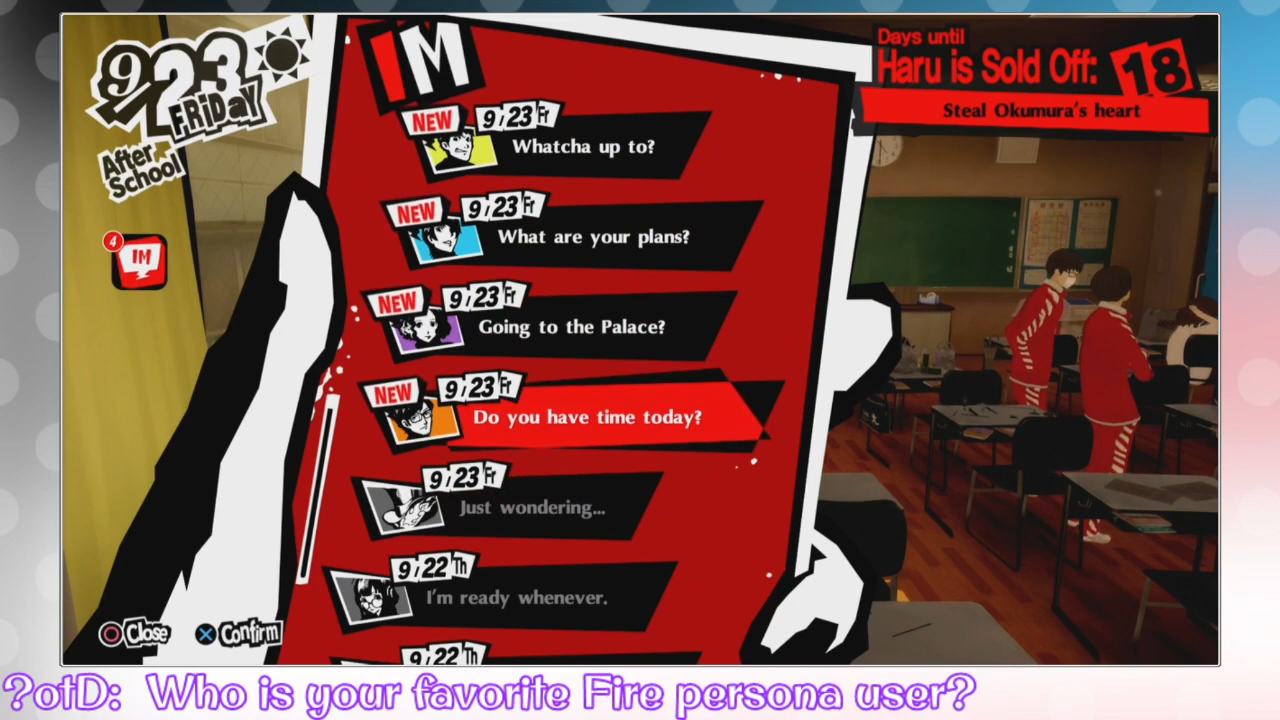 9/23
FRiDaY
After
School
4
IM
IM
NEW 9/23 Fr
Whatcha up to?
NEW 9/23 Fr
What are your plans?
NEW 9/23 Fr
Going to the Palace?
NEW 9/23 Fr
Do you have time today?
9/23 Fr
Just wondering...
9/22 Th
I'm ready whenever.
9/22 Th
Close Confirm
Days until
Haru is Sold Off: 18
Steal Okumura's heart
?otD: Who is your favorite Fire persona user?